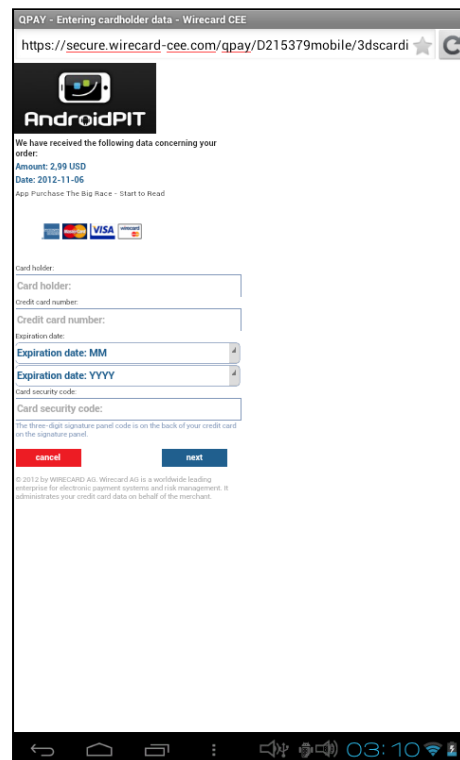 QPAY - Entering cardholder data - Wirecard CEE
https://secure.wirecard-cee.com/qpay/D215379mobile/3dscardi
AndroidPIT
We have received the following data concerning your
order:
Amount: 2,99 USD
Date: 2012-11-06
App Purchase The Big Race - Start to Read
MasterCard VISA wirecard
Card holder:
Card holder:
Credit card number:
Credit card number:
Expiration date:
Expiration date: MM
Expiration date: YYYY
Card security code:
Card security code:
The three-digit signature panel code is on the back of your credit card
on the signature panel.
cancel next
© 2012 by WIRECARD AG. Wirecard AG is a worldwide leading
enterprise for electronic payment systems and risk management. It
administrates your credit card data on behalf of the merchant.
03:10